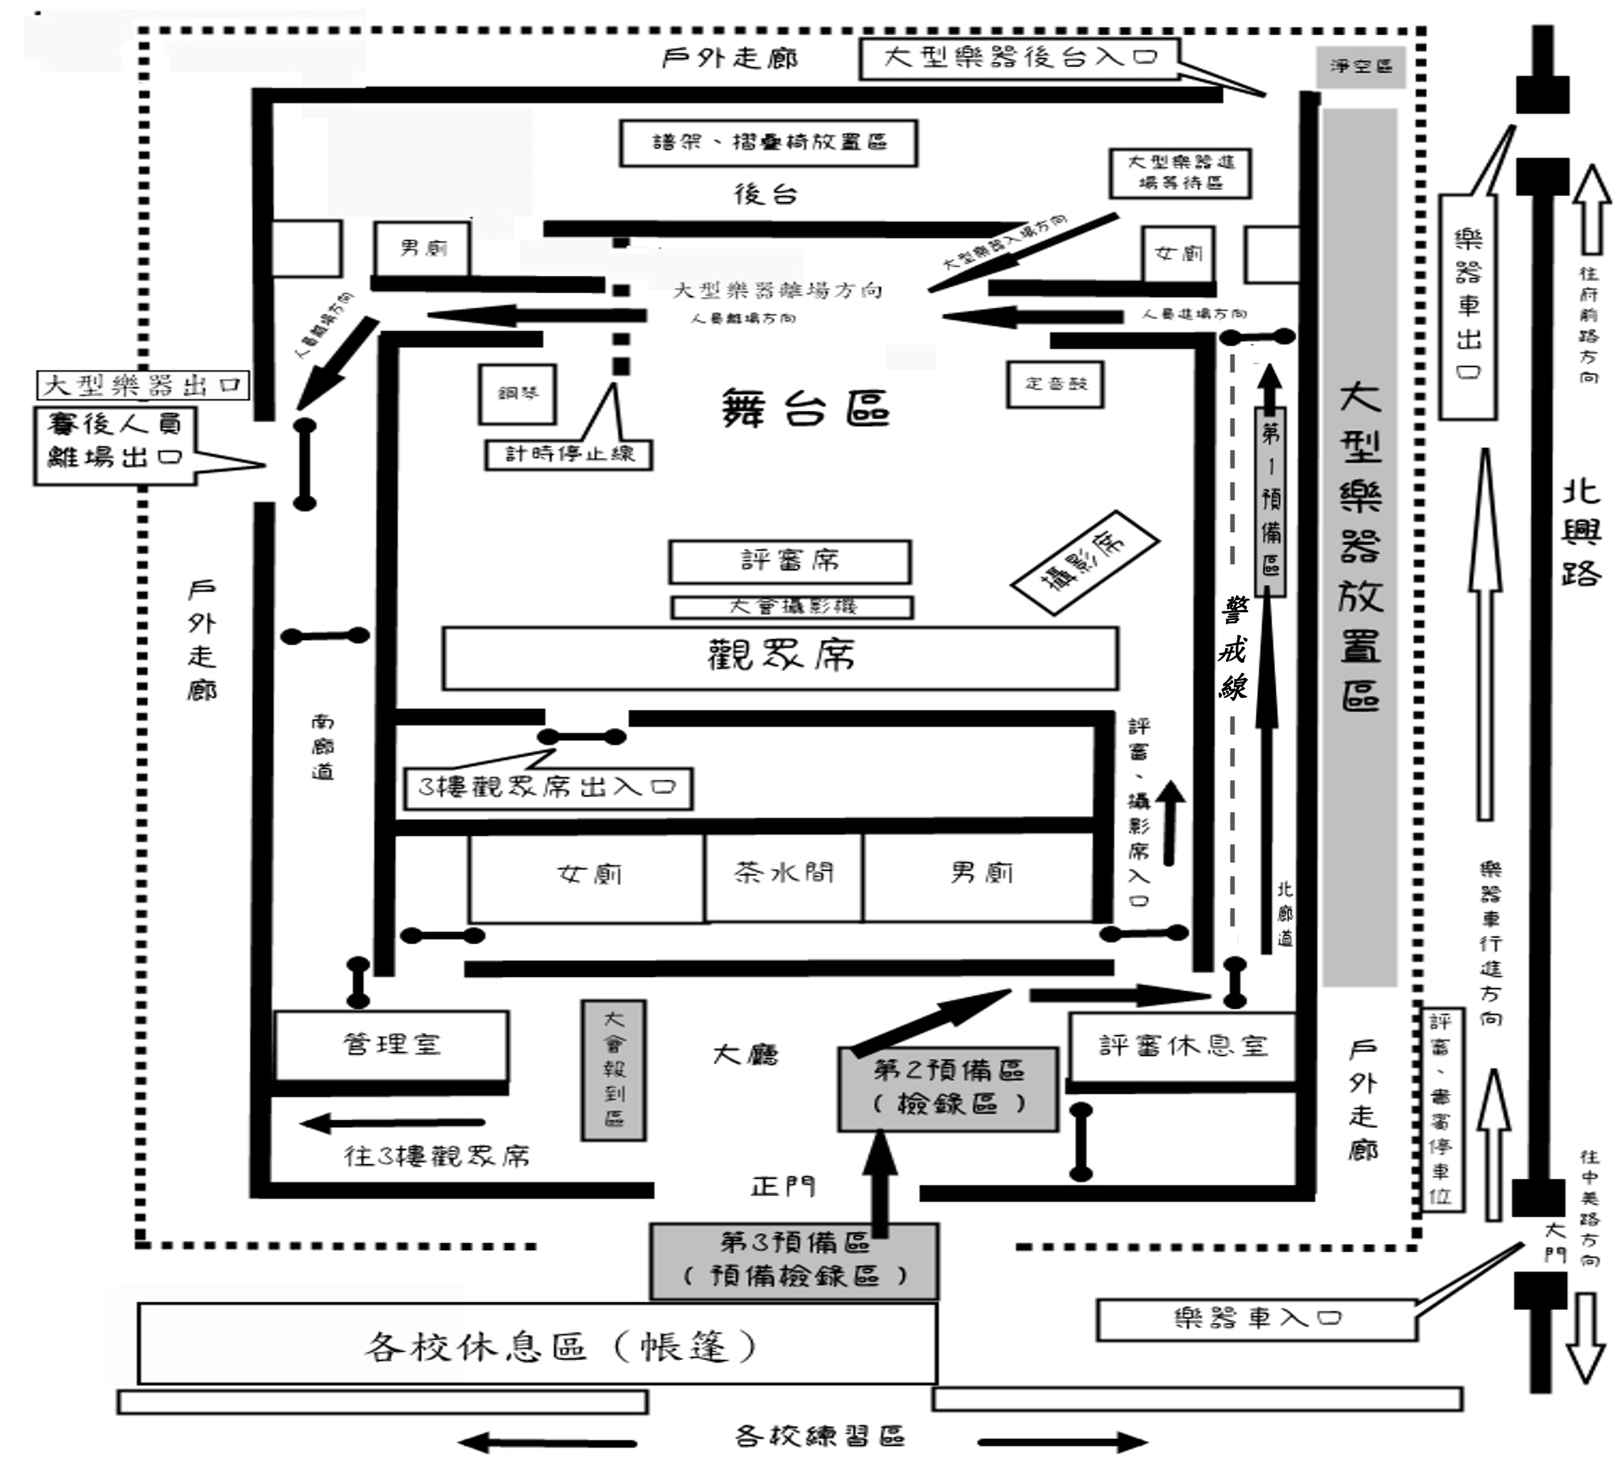 戶外走廊
大型樂器後台入口
淨空區
譜架、摺疊椅放置區
後台
大型樂器進
場等待區
大型樂器入場方向
男廁
女廁
大型樂器離場方向
人員離場方向
人員進場方向
人員離場方向
大型樂器出口
賽後人員
離場出口
鋼琴
計時停止線
舞台區
定音鼓
第1預備區
大型樂器放置區
樂器車出口
往府前路方向
北興路
評審席
大會攝影機
攝影席
觀眾席
警戒線
戶外走廊
南廊道
3樓觀眾席出入口
評審、攝影席入口
女廁
茶水間
男廁
北廊道
樂器車行進方向
管理室
大會報到區
大廳
第2預備區
(檢錄區)
評審休息室
戶外走廊
評審、貴賓停車位
往3樓觀眾席
正門
往中美路方向
大門
第3預備區
(預備檢錄區)
樂器車入口
各校休息區(帳篷)
各校練習區